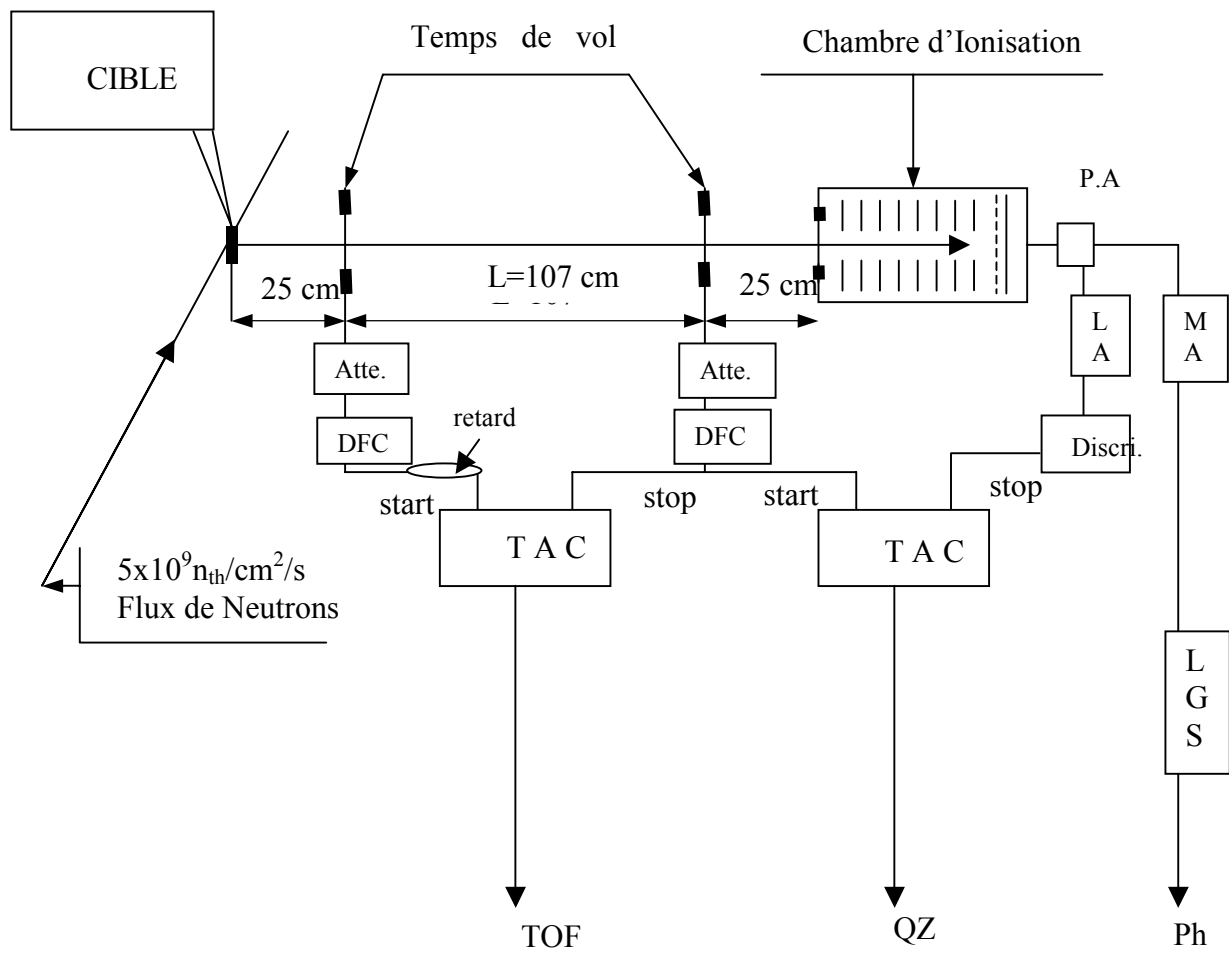 CIBLE
Temps de vol
Chambre d'Ionisation
P.A
25 cm
L=107 cm
25 cm
L
A
M
A
Atte.
Atte.
DFC
retard
DFC
Discri.
start
stop
start
stop
T A C
T A C
5x10⁹nth/cm²/s
Flux de Neutrons
L
G
S
TOF
QZ
Ph